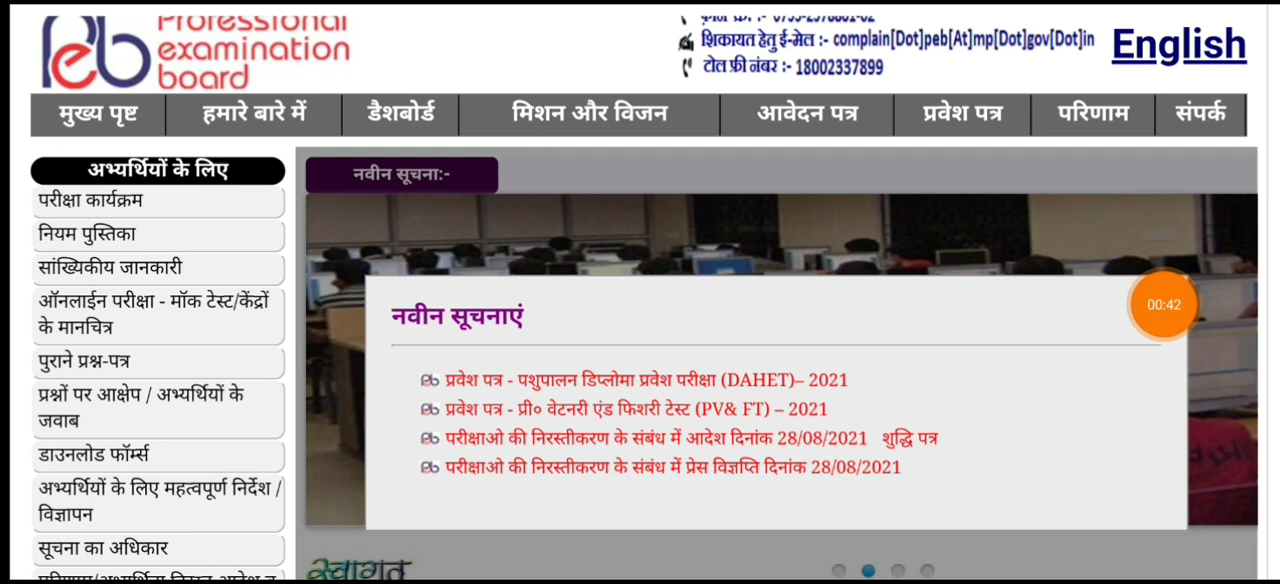 Professional
examination
board
शिकायत हेतु ई-मेल :- complain[Dot]peb[At]mp[Dot]gov[Dot]in
टोल फ्री नंबर :- 18002337899
English
मुख्य पृष्ट हमारे बारे में डैशबोर्ड मिशन और विजन आवेदन पत्र प्रवेश पत्र परिणाम संपर्क
अभ्यर्थियों के लिए
परीक्षा कार्यक्रम
नियम पुस्तिका
सांख्यिकीय जानकारी
ऑनलाईन परीक्षा - मॉक टेस्ट/केंद्रों
के मानचित्र
पुराने प्रश्न-पत्र
प्रश्नों पर आक्षेप / अभ्यर्थियों के
जवाब
डाउनलोड फॉर्म्स
अभ्यर्थियों के लिए महत्वपूर्ण निर्देश /
विज्ञापन
सूचना का अधिकार
नवीन सूचना:-
नवीन सूचनाएं
00:42
प्रवेश पत्र - पशुपालन डिप्लोमा प्रवेश परीक्षा (DAHET)– 2021
प्रवेश पत्र - प्री० वेटनरी एंड फिशरी टेस्ट (PV& FT) – 2021
परीक्षाओ की निरस्तीकरण के संबंध में आदेश दिनांक 28/08/2021 शुद्धि पत्र
परीक्षाओ की निरस्तीकरण के संबंध में प्रेस विज्ञप्ति दिनांक 28/08/2021
स्वागत